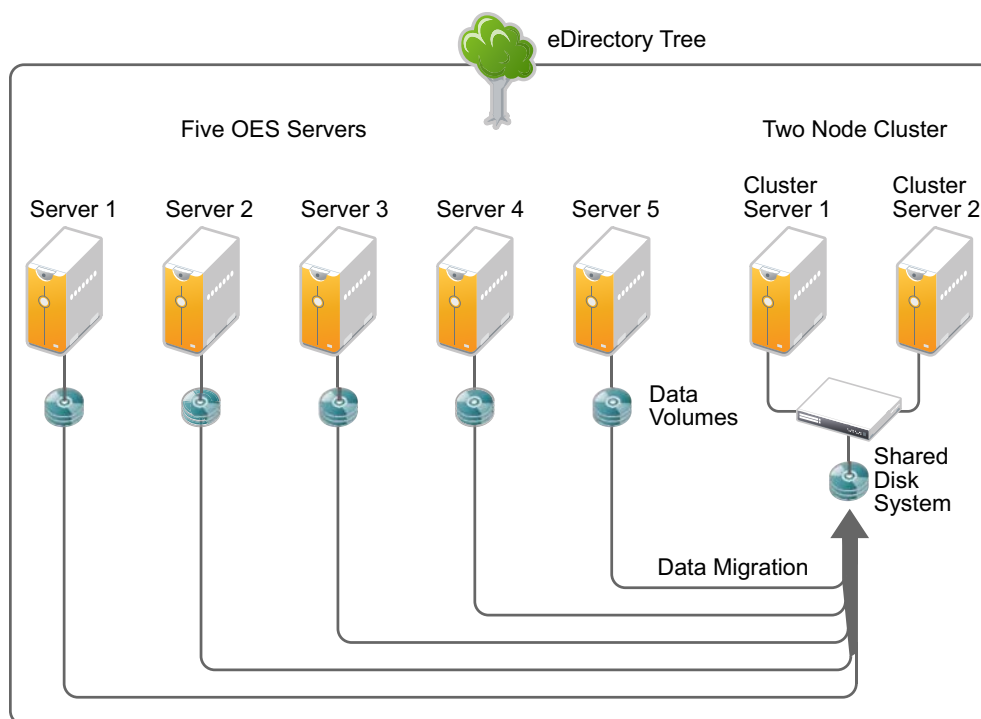 eDirectory Tree
Five OES Servers
Two Node Cluster
Server 1
Server 2
Server 3
Server 4
Server 5
Cluster
Server 1
Cluster
Server 2
Data
Volumes
Shared
Disk
System
Data Migration